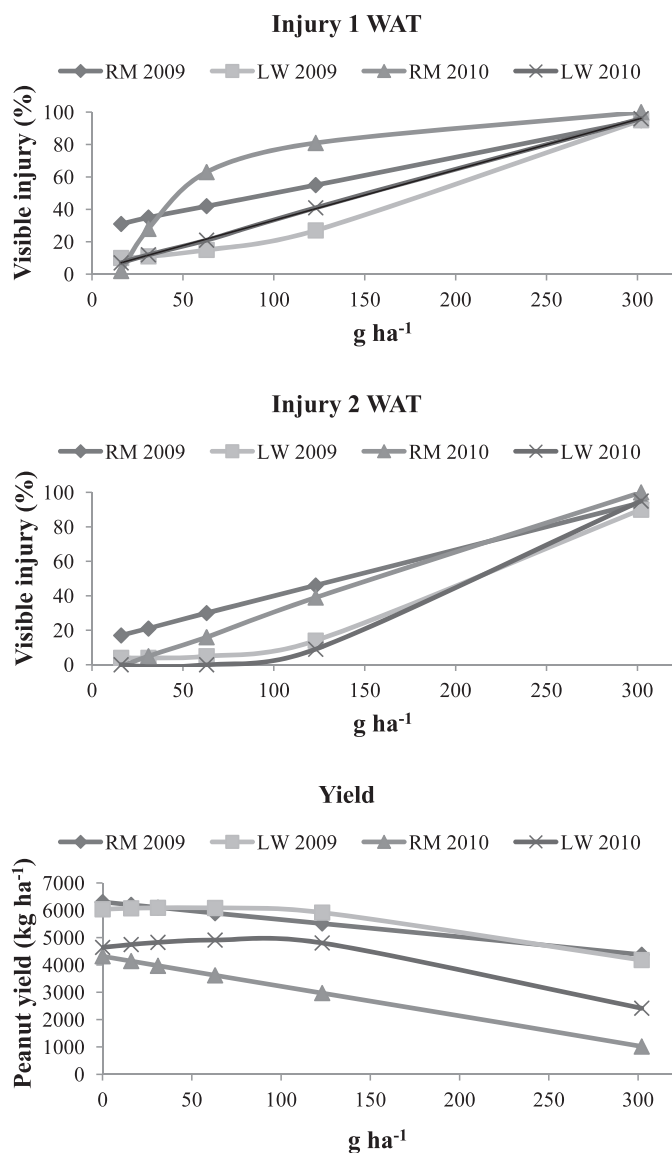 Injury 1 WAT
RM 2009 LW 2009 RM 2010 LW 2010
Visible injury (%)
100
80
60
40
20
0
0 50 100 150 200 250 300
g ha-1
Injury 2 WAT
RM 2009 LW 2009 RM 2010 LW 2010
Visible injury (%)
100
80
60
40
20
0
0 50 100 150 200 250 300
g ha-1
Yield
RM 2009 LW 2009 RM 2010 LW 2010
Peanut yield (kg ha-1)
7000
6000
5000
4000
3000
2000
1000
0
0 50 100 150 200 250 300
g ha-1